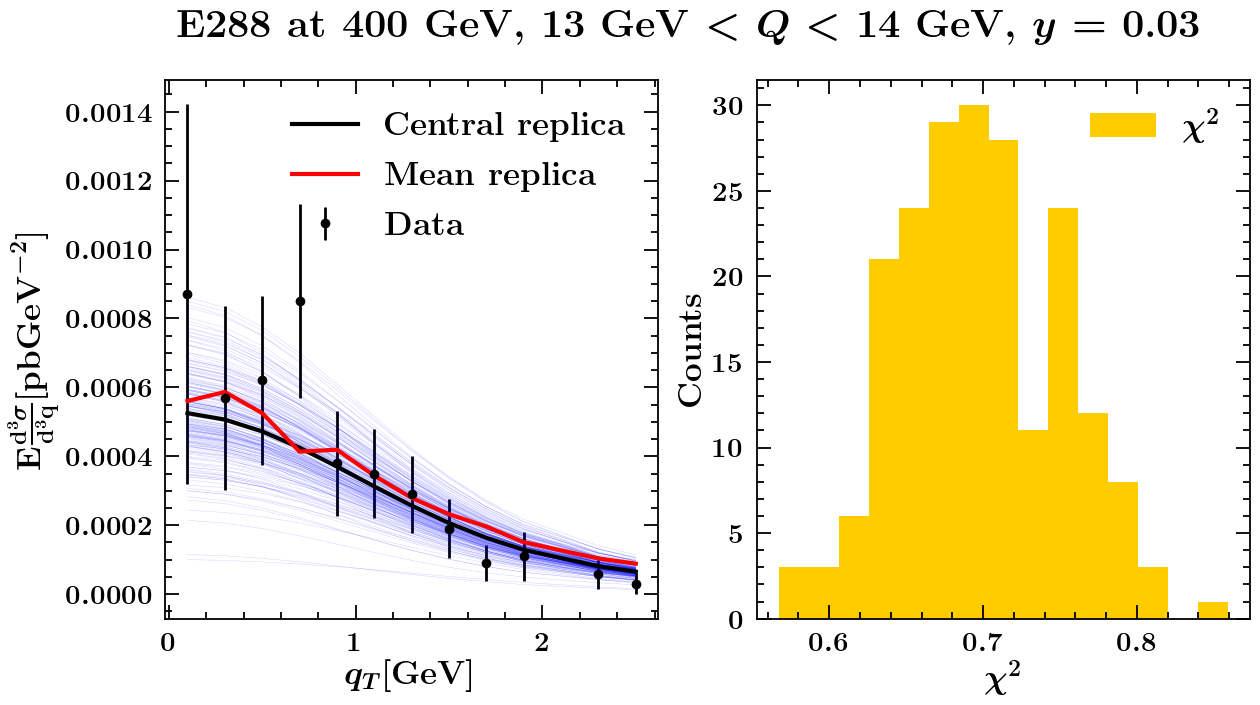 E288 at 400 GeV, 13 GeV < Q < 14 GeV, y = 0.03
E d³σ/d³q [pbGeV⁻²]
0.0014
0.0012
0.0010
0.0008
0.0006
0.0004
0.0002
0.0000
Central replica
Mean replica
Data
0 1 2
q_T[GeV]
Counts
30
25
20
15
10
5
0
χ²
0.6 0.7 0.8
χ²